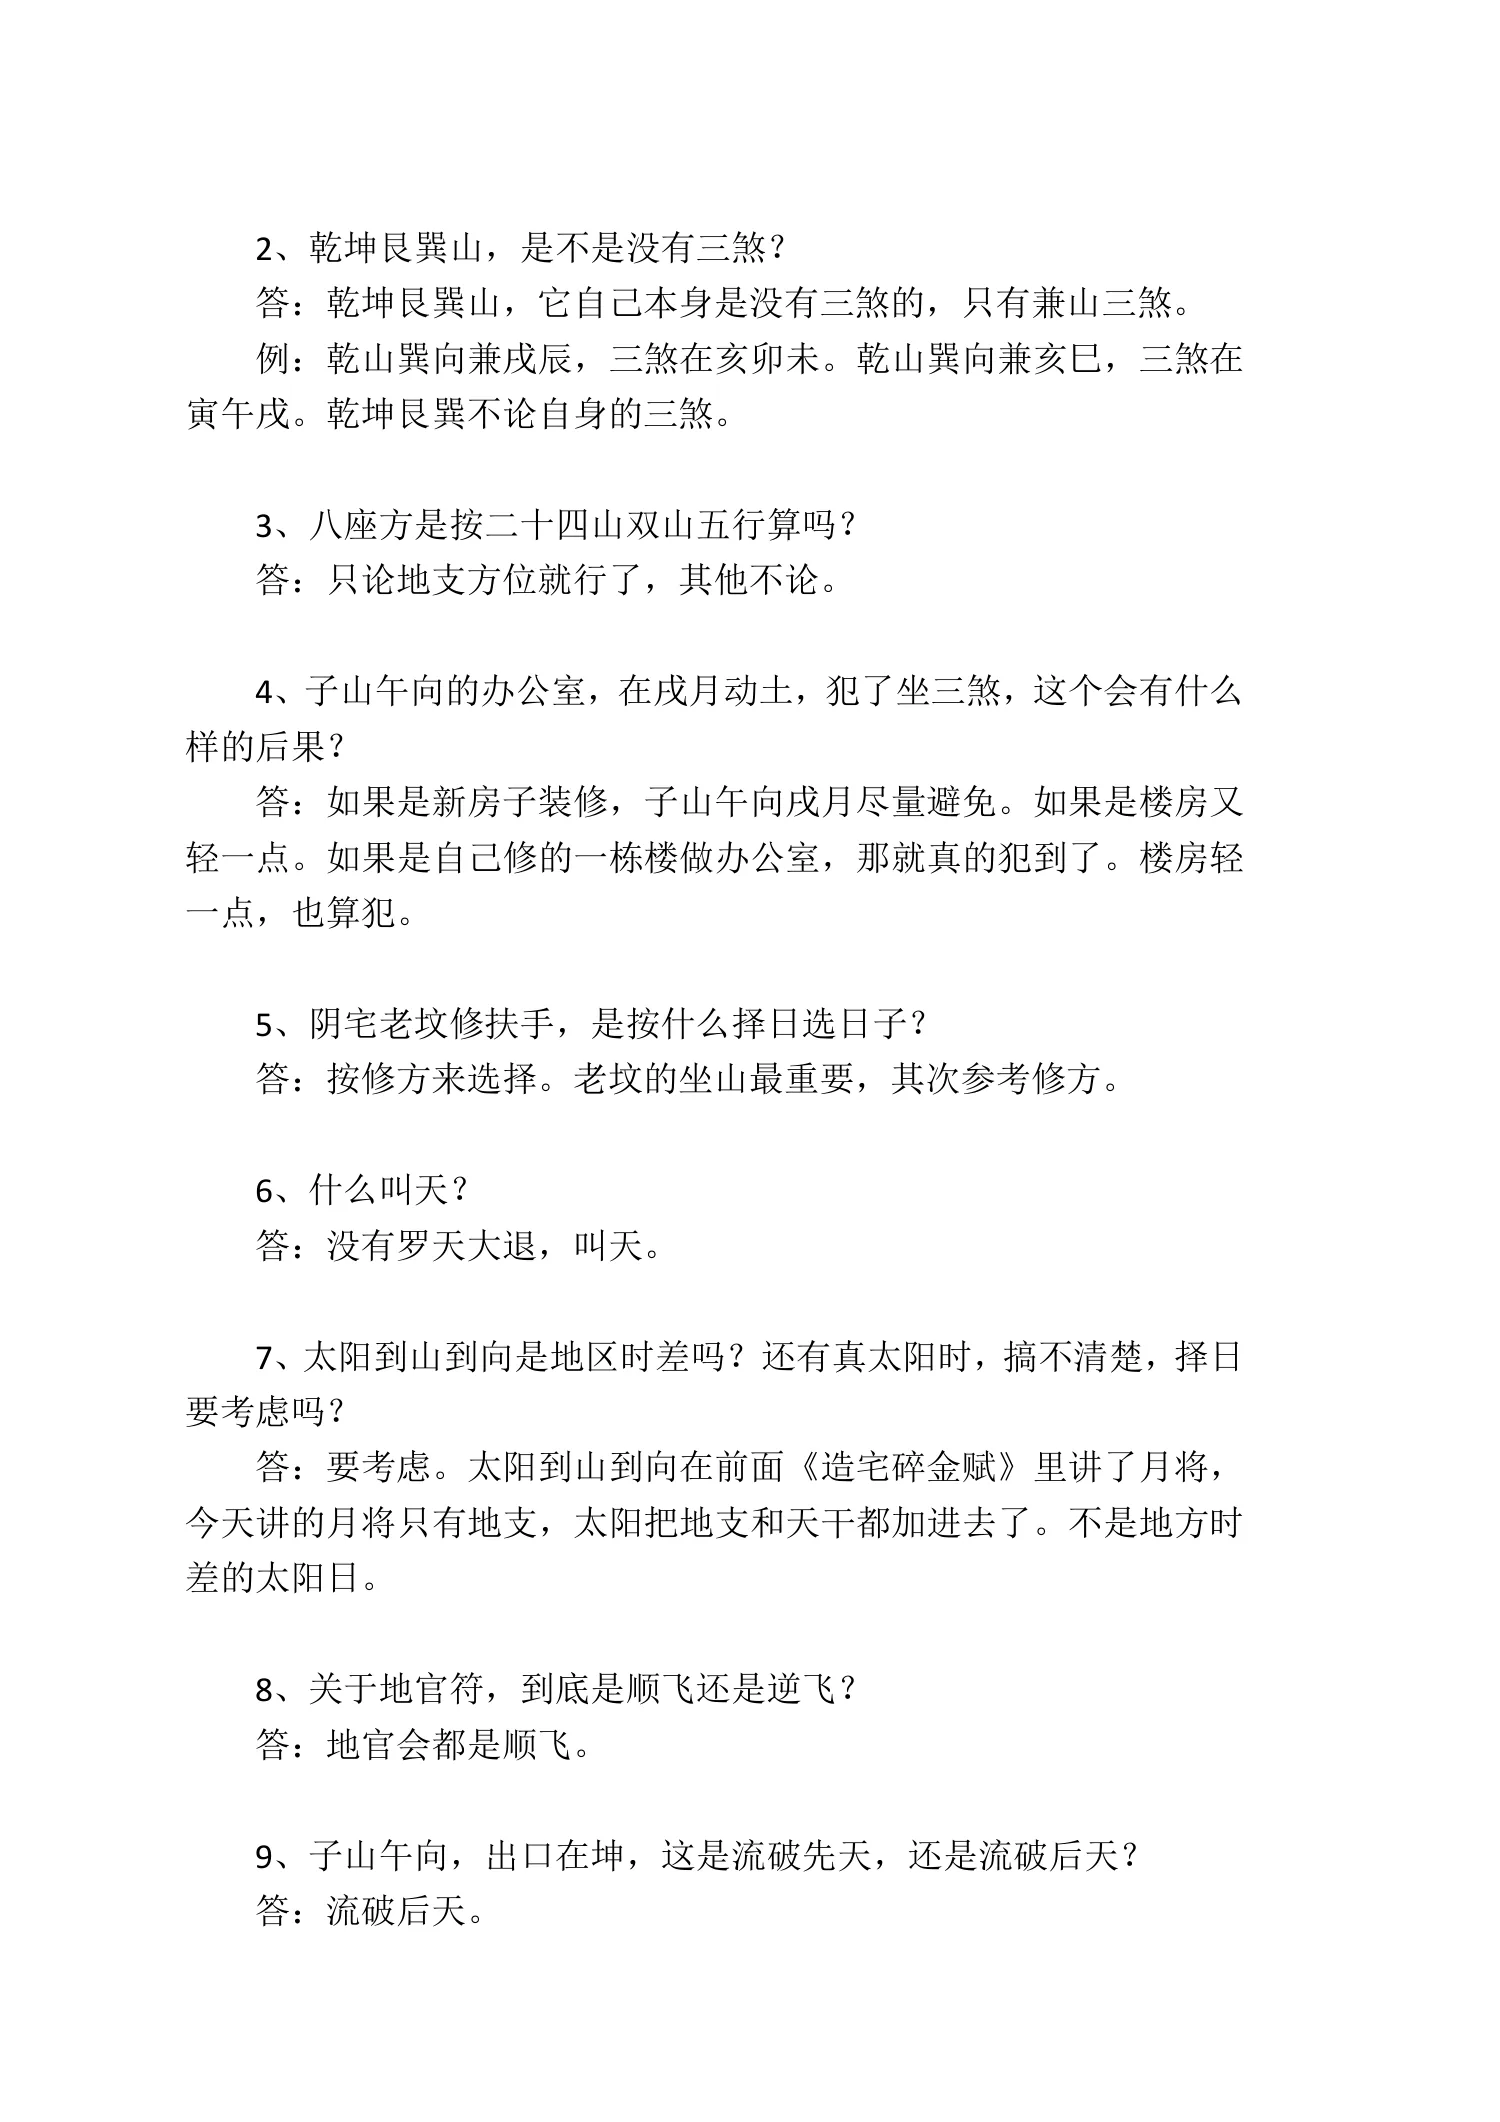 2、乾坤艮巽山，是不是没有三煞？
答：乾坤艮巽山，它自己本身是没有三煞的，只有兼山三煞。
例：乾山巽向兼戌辰，三煞在亥卯未。乾山巽向兼亥巳，三煞在
寅午戌。乾坤艮巽不论自身的三煞。
3、八座方是按二十四山双山五行算吗？
答：只论地支方位就行了，其他不论。
4、子山午向的办公室，在戌月动土，犯了坐三煞，这个会有什么
样的后果？
答：如果是新房子装修，子山午向戌月尽量避免。如果是楼房又
轻一点。如果是自己修的一栋楼做办公室，那就真的犯到了。楼房轻
一点，也算犯。
5、阴宅老坟修扶手，是按什么择日选日子？
答：按修方来选择。老坟的坐山最重要，其次参考修方。
6、什么叫天？
答：没有罗天大退，叫天。
7、太阳到山到向是地区时差吗？还有真太阳时，搞不清楚，择日
要考虑吗？
答：要考虑。太阳到山到向在前面《造宅碎金赋》里讲了月将，
今天讲的月将只有地支，太阳把地支和天干都加进去了。不是地方时
差的太阳日。
8、关于地官符，到底是顺飞还是逆飞？
答：地官会都是顺飞。
9、子山午向，出口在坤，这是流破先天，还是流破后天？
答：流破后天。